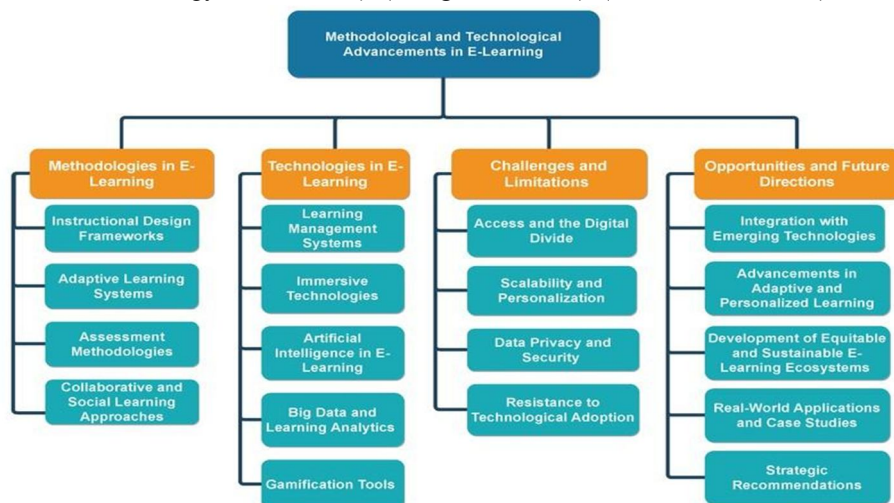 Methodological and Technological
Advancements in E-Learning
Methodologies in E-
Learning
Instructional Design
Frameworks
Adaptive Learning
Systems
Assessment
Methodologies
Collaborative and
Social Learning
Approaches
Technologies in E-
Learning
Learning
Management
Systems
Immersive
Technologies
Artificial
Intelligence in E-
Learning
Big Data and
Learning Analytics
Gamification Tools
Challenges and
Limitations
Access and the Digital
Divide
Scalability and
Personalization
Data Privacy and
Security
Resistance to
Technological Adoption
Opportunities and Future
Directions
Integration with
Emerging Technologies
Advancements in
Adaptive and
Personalized Learning
Development of Equitable
and Sustainable E-
Learning Ecosystems
Real-World Applications
and Case Studies
Strategic
Recommendations